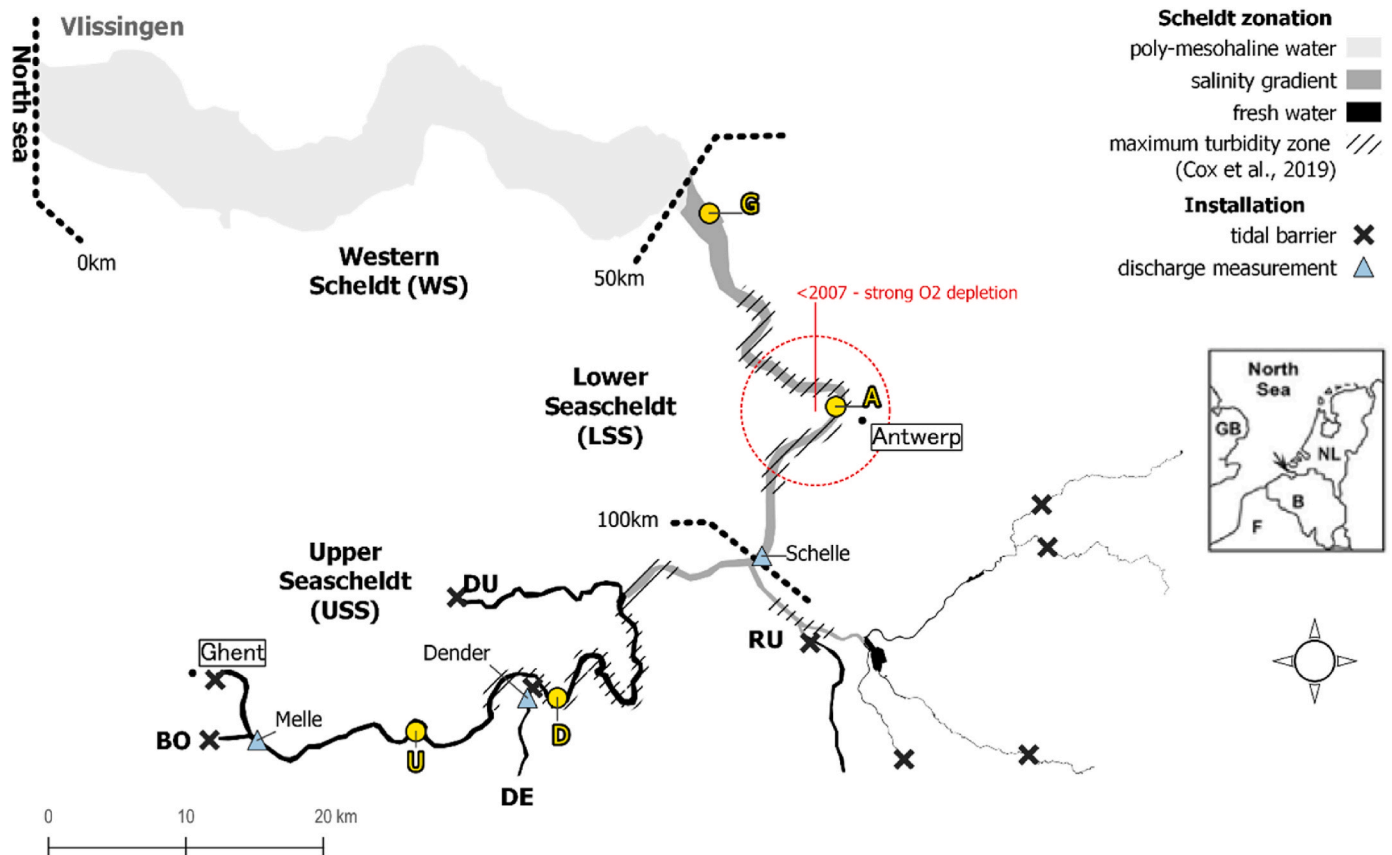 Vlissingen
North sea
0km
Western
Scheldt (WS)
50km
G
<2007 - strong O2 depletion
Lower
Seascheldt
(LSS)
A
Antwerp
100km
Schelle
Upper
Seascheldt
(USS)
DU
RU
Ghent
Dender
Melle
BO
U
D
DE
0
10
20 km
Scheldt zonation
poly-mesohaline water
salinity gradient
fresh water
maximum turbidity zone
(Cox et al., 2019)
Installation
tidal barrier
discharge measurement
North
Sea
GB
NL
B
F